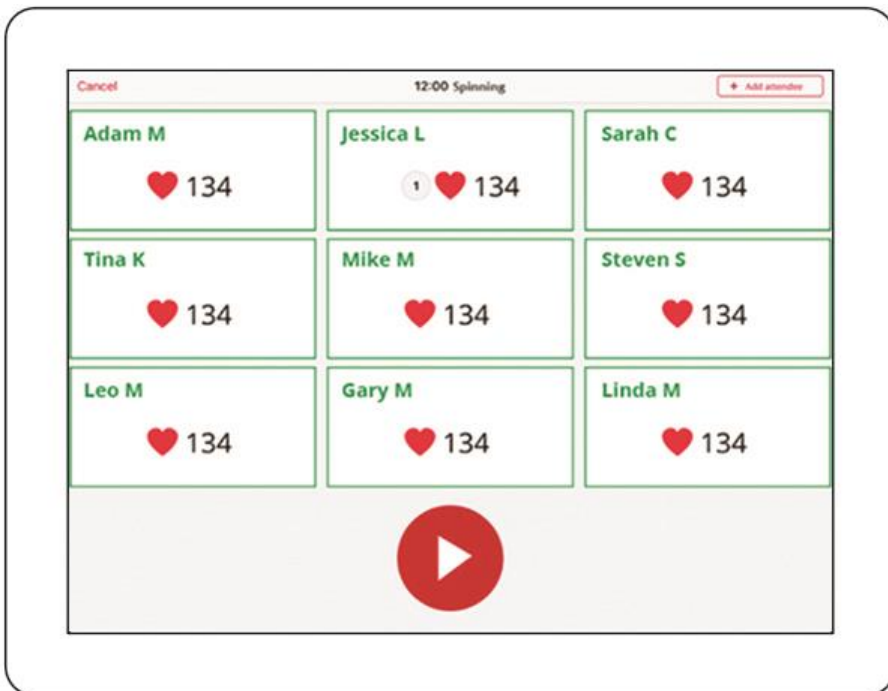 Cancel 12:00 Spinning + Add attendee
Adam M Jessica L Sarah C
134 1 134 134
Tina K Mike M Steven S
134 134 134
Leo M Gary M Linda M
134 134 134